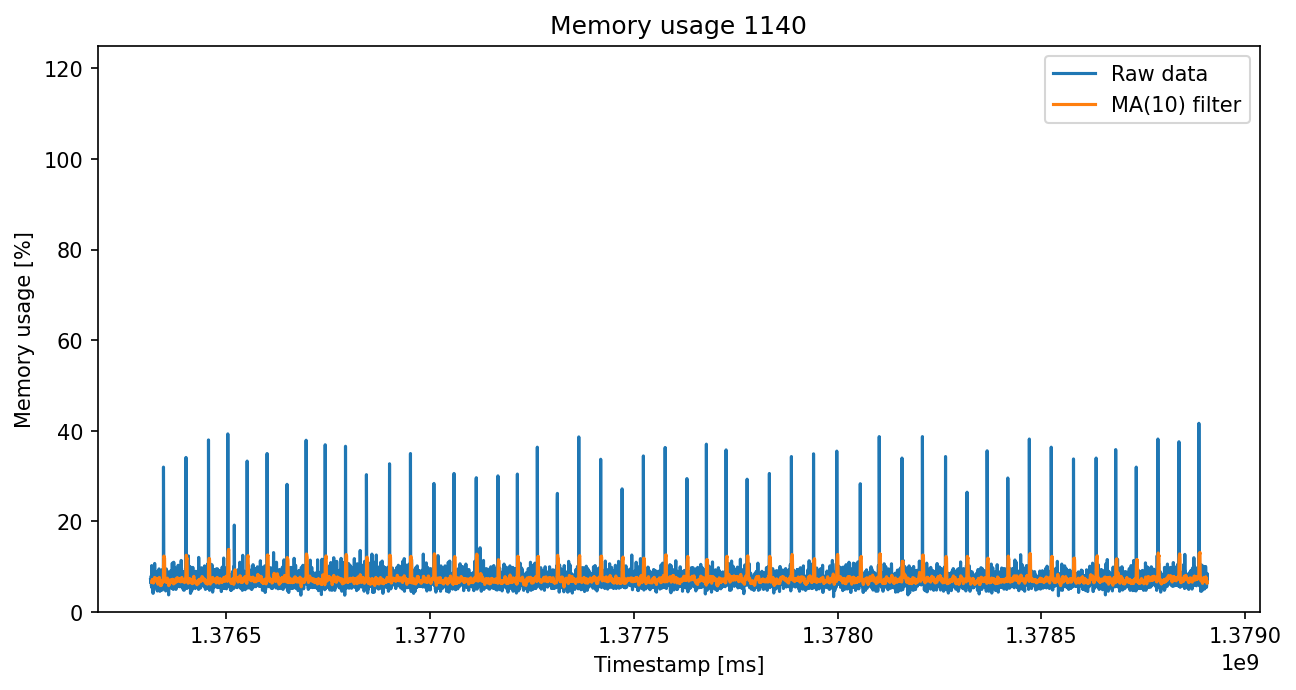 Memory usage 1140
Raw data
MA(10) filter
Memory usage [%]
120
100
80
60
40
20
0
1.3765 1.3770 1.3775 1.3780 1.3785 1.3790
1e9
Timestamp [ms]